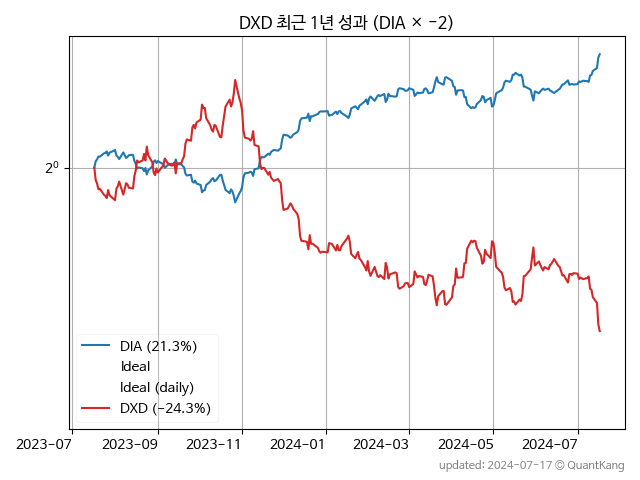 DXD 최근 1년 성과 (DIA × −2)
2⁰
DIA (21.3%)
Ideal
Ideal (daily)
DXD (−24.3%)
2023−07 2023−09 2023−11 2024−01 2024−03 2024−05 2024−07
updated: 2024-07-17 © QuantKang